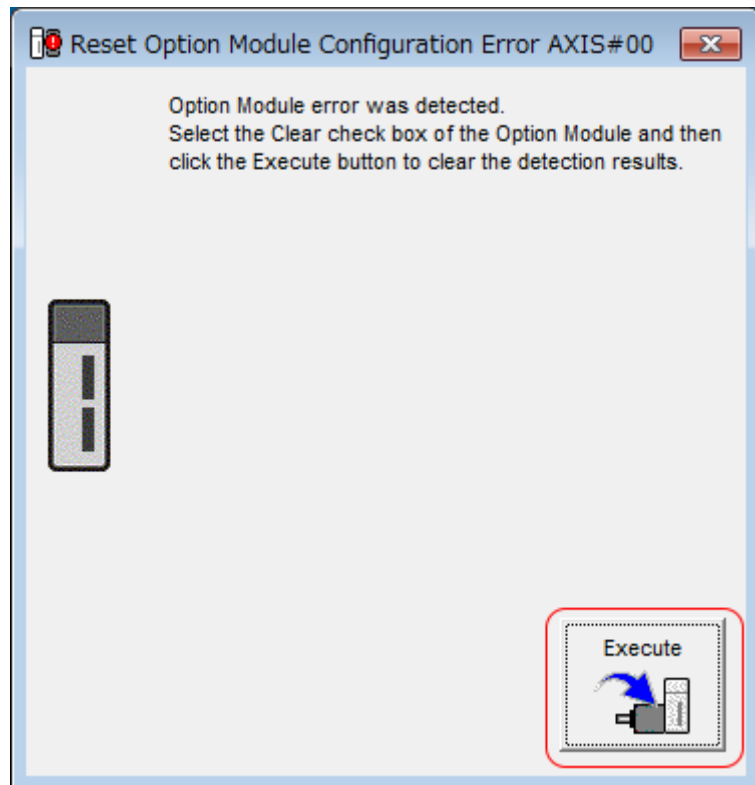 Reset Option Module Configuration Error AXIS#00
Option Module error was detected.
Select the Clear check box of the Option Module and then
click the Execute button to clear the detection results.
Execute